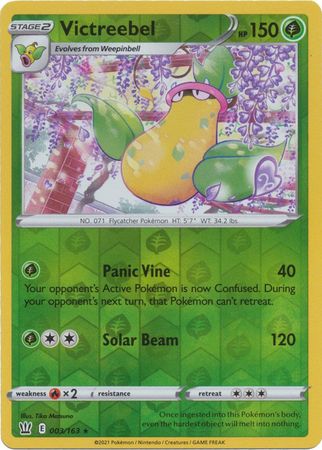 STAGE2 Victreebel HP 150
Evolves from Weepinbell
NO. 071 Flycatcher Pokémon HT: 5'7" WT: 34.2 lbs.
Panic Vine 40
Your opponent's Active Pokémon is now Confused. During
your opponent's next turn, that Pokémon can't retreat.
Solar Beam 120
weakness ×2 resistance retreat
Illus. Tika Matsuno
E 003/163 ★
Once ingested into this Pokémon's body,
even the hardest object will melt into nothing.
©2021 Pokémon / Nintendo / Creatures / GAME FREAK